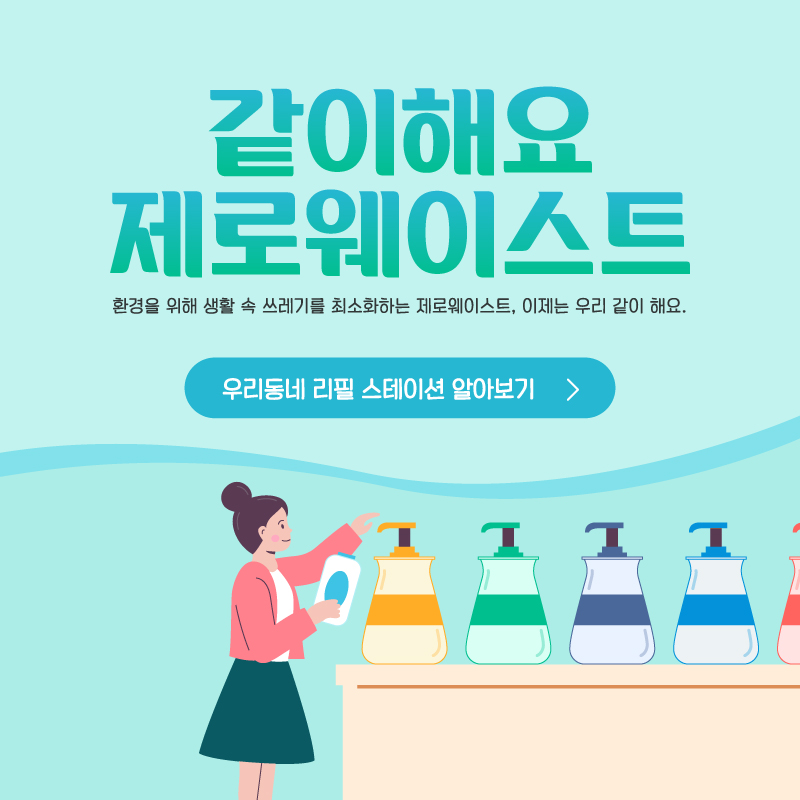 같이해요
제로웨이스트
환경을 위해 생활 속 쓰레기를 최소화하는 제로웨이스트, 이제는 우리 같이 해요.
우리동네 리필 스테이션 알아보기